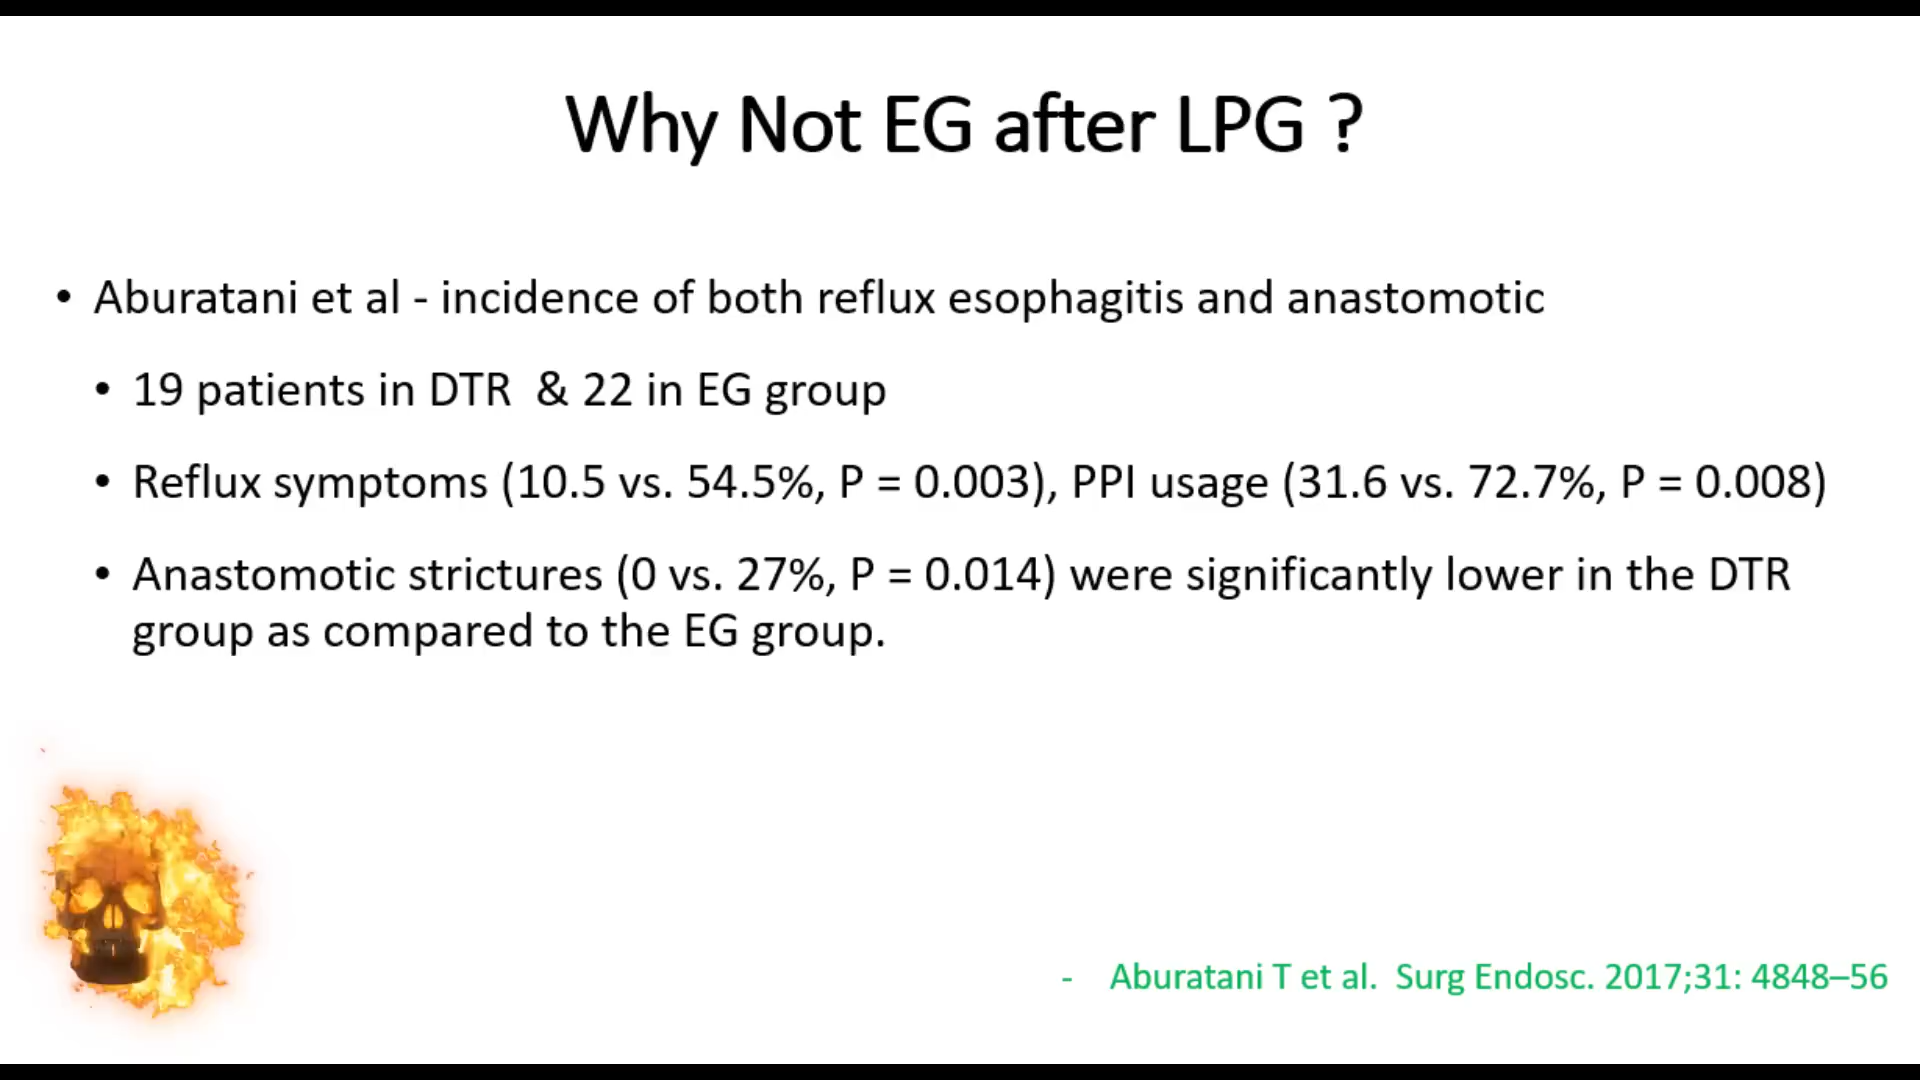 Why Not EG after LPG ?
• Aburatani et al - incidence of both reflux esophagitis and anastomotic
• 19 patients in DTR & 22 in EG group
• Reflux symptoms (10.5 vs. 54.5%, P = 0.003), PPI usage (31.6 vs. 72.7%, P = 0.008)
• Anastomotic strictures (0 vs. 27%, P = 0.014) were significantly lower in the DTR
group as compared to the EG group.
- Aburatani T et al. Surg Endosc. 2017;31: 4848–56